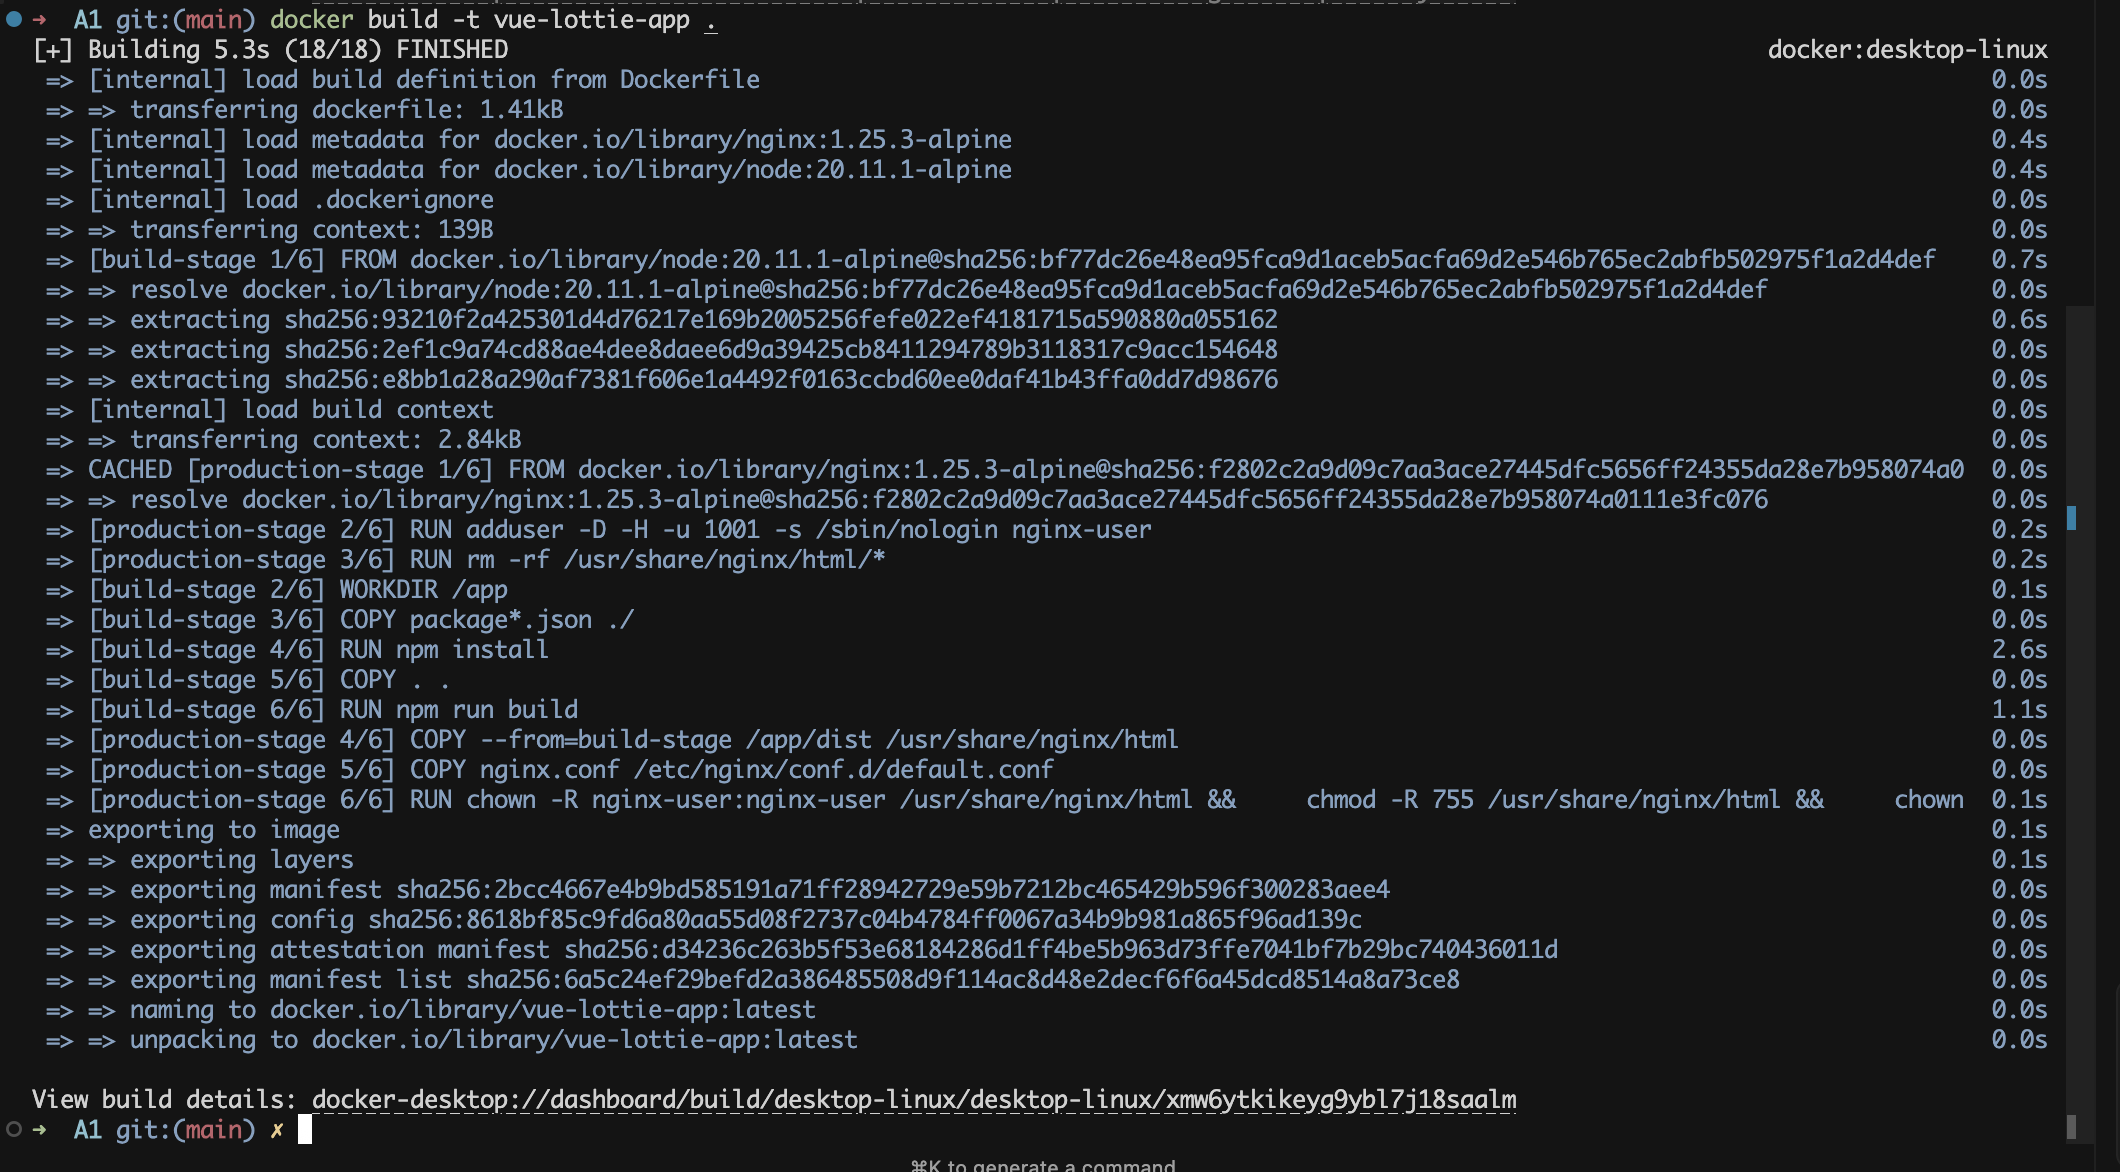 ➜ A1 git:(main) docker build -t vue-lottie-app .
[+] Building 5.3s (18/18) FINISHED docker:desktop-linux
=> [internal] load build definition from Dockerfile 0.0s
=> => transferring dockerfile: 1.41kB 0.0s
=> [internal] load metadata for docker.io/library/nginx:1.25.3-alpine 0.4s
=> [internal] load metadata for docker.io/library/node:20.11.1-alpine 0.4s
=> [internal] load .dockerignore 0.0s
=> => transferring context: 139B 0.0s
=> [build-stage 1/6] FROM docker.io/library/node:20.11.1-alpine@sha256:bf77dc26e48ea95fca9d1aceb5acfa69d2e546b765ec2abfb502975f1a2d4def 0.7s
=> => resolve docker.io/library/node:20.11.1-alpine@sha256:bf77dc26e48ea95fca9d1aceb5acfa69d2e546b765ec2abfb502975f1a2d4def 0.0s
=> => extracting sha256:93210f2a425301d4d76217e169b2005256fefe022ef4181715a590880a055162 0.6s
=> => extracting sha256:2ef1c9a74cd88ae4dee8daee6d9a39425cb8411294789b3118317c9acc154648 0.0s
=> => extracting sha256:e8bb1a28a290af7381f606e1a4492f0163ccbd60ee0daf41b43ffa0dd7d98676 0.0s
=> [internal] load build context 0.0s
=> => transferring context: 2.84kB 0.0s
=> CACHED [production-stage 1/6] FROM docker.io/library/nginx:1.25.3-alpine@sha256:f2802c2a9d09c7aa3ace27445dfc5656ff24355da28e7b958074a0 0.0s
=> => resolve docker.io/library/nginx:1.25.3-alpine@sha256:f2802c2a9d09c7aa3ace27445dfc5656ff24355da28e7b958074a0111e3fc076 0.0s
=> [production-stage 2/6] RUN adduser -D -H -u 1001 -s /sbin/nologin nginx-user 0.2s
=> [production-stage 3/6] RUN rm -rf /usr/share/nginx/html/* 0.2s
=> [build-stage 2/6] WORKDIR /app 0.1s
=> [build-stage 3/6] COPY package*.json ./ 0.0s
=> [build-stage 4/6] RUN npm install 2.6s
=> [build-stage 5/6] COPY . . 0.0s
=> [build-stage 6/6] RUN npm run build 1.1s
=> [production-stage 4/6] COPY --from=build-stage /app/dist /usr/share/nginx/html 0.0s
=> [production-stage 5/6] COPY nginx.conf /etc/nginx/conf.d/default.conf 0.0s
=> [production-stage 6/6] RUN chown -R nginx-user:nginx-user /usr/share/nginx/html && chmod -R 755 /usr/share/nginx/html && chown 0.1s
=> exporting to image 0.1s
=> => exporting layers 0.1s
=> => exporting manifest sha256:2bcc4667e4b9bd585191a71ff28942729e59b7212bc465429b596f300283aee4 0.0s
=> => exporting config sha256:8618bf85c9fd6a80aa55d08f2737c04b4784ff0067a34b9b981a865f96ad139c 0.0s
=> => exporting attestation manifest sha256:d34236c263b5f53e68184286d1ff4be5b963d73ffe7041bf7b29bc740436011d 0.0s
=> => exporting manifest list sha256:6a5c24ef29befd2a386485508d9f114ac8d48e2decf6f6a45dcd8514a8a73ce8 0.0s
=> => naming to docker.io/library/vue-lottie-app:latest 0.0s
=> => unpacking to docker.io/library/vue-lottie-app:latest 0.0s
View build details: docker-desktop://dashboard/build/desktop-linux/desktop-linux/xmw6ytkikeyg9ybl7j18saalm
➜ A1 git:(main) ✗
⌘K to generate a command